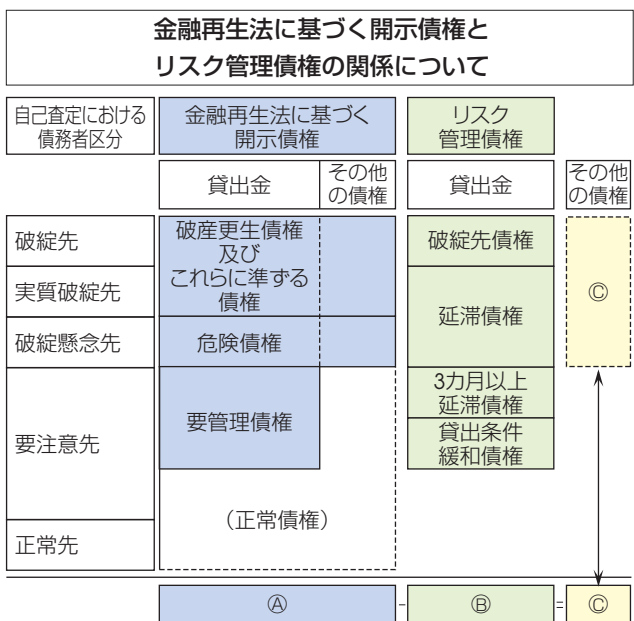 金融再生法に基づく開示債権と
リスク管理債権の関係について
自己査定における
債務者区分
金融再生法に基づく
開示債権
リスク
管理債権
貸出金
その他
の債権
貸出金
その他
の債権
破綻先
実質破綻先
破綻懸念先
要注意先
正常先
破産更生債権
及び
これらに準ずる
債権
危険債権
要管理債権
（正常債権）
破綻先債権
延滞債権
3カ月以上
延滞債権
貸出条件
緩和債権
Ⓒ
Ⓐ - Ⓑ = Ⓒ